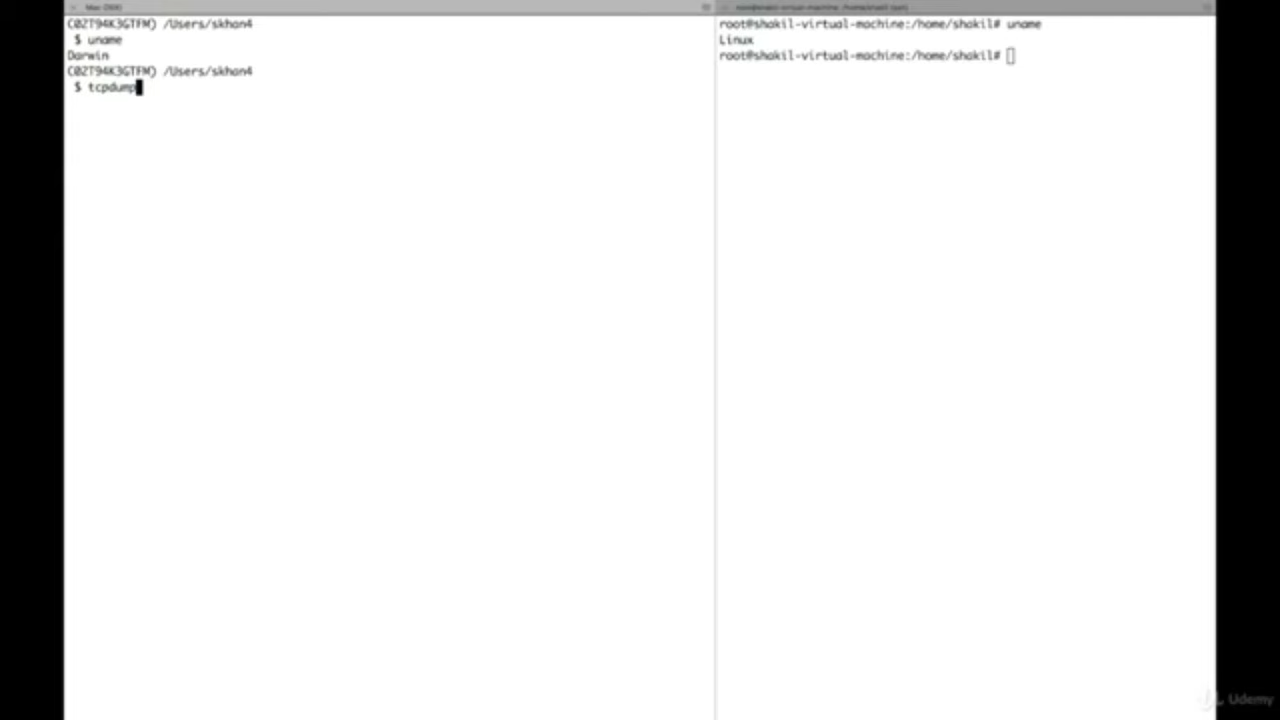 (C02T94K3GTFM) /Users/skhan4
$ uname
Darwin
(C02T94K3GTFM) /Users/skhan4
$ tcpdump
root@shakil-virtual-machine:/home/shakil# uname
Linux
root@shakil-virtual-machine:/home/shakil#
Udemy